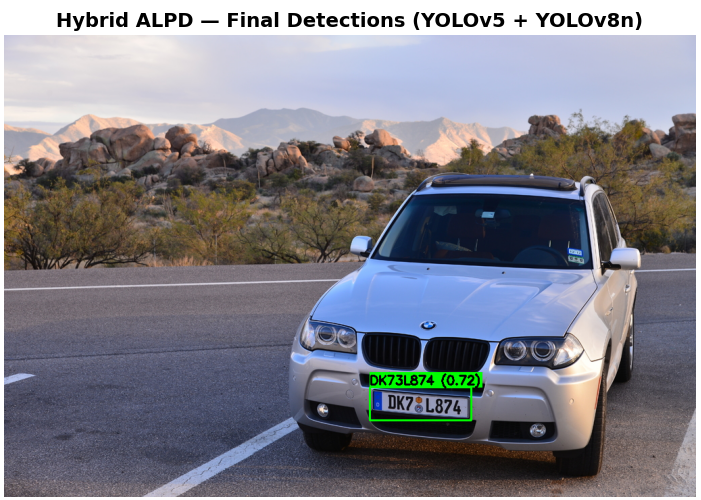 Hybrid ALPD — Final Detections (YOLOv5 + YOLOv8n)
DK73L874 (0.72)
DK7 L874